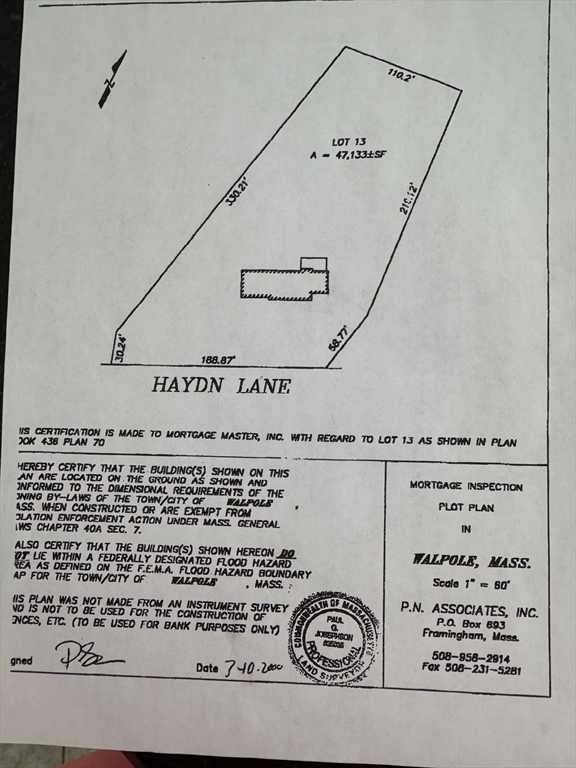 N
110.2'
LOT 13
A = 47,133±SF
330.21'
210.12'
58.77'
30.24'
188.87'
HAYDN LANE
IS CERTIFICATION IS MADE TO MORTGAGE MASTER, INC. WITH REGARD TO LOT 13 AS SHOWN IN PLAN
OOK 436 PLAN 70
HEREBY CERTIFY THAT THE BUILDING(S) SHOWN ON THIS
AN ARE LOCATED ON THE GROUND AS SHOWN AND
ONFORMED TO THE DIMENSIONAL REQUIREMENTS OF THE
ONING BY-LAWS OF THE TOWN/CITY OF WALPOLE ,
ASS. WHEN CONSTRUCTED OR ARE EXEMPT FROM
OLATION ENFORCEMENT ACTION UNDER MASS. GENERAL
WS CHAPTER 40A SEC. 7.
ALSO CERTIFY THAT THE BUILDING(S) SHOWN HEREON DO
OT LIE WITHIN A FEDERALLY DESIGNATED FLOOD HAZARD
REA AS DEFINED ON THE F.E.M.A. FLOOD HAZARD BOUNDARY
AP FOR THE TOWN/CITY OF WALPOLE , MASS.
IS PLAN WAS NOT MADE FROM AN INSTRUMENT SURVEY
ND IS NOT TO BE USED FOR THE CONSTRUCTION OF
ENCES, ETC. (TO BE USED FOR BANK PURPOSES ONLY)
gned
Date
COMMONWEALTH OF MASSACHUSETTS
PAUL
G.
JOSEPHSON
PROFESSIONAL
LAND SURVEYOR
MORTGAGE INSPECTION
PLOT PLAN
IN
WALPOLE, MASS.
Scale 1" = 60'
P.N. ASSOCIATES, INC.
P.O. Box 693
Framingham, Mass.
508-958-2914
Fax 508-231-5281